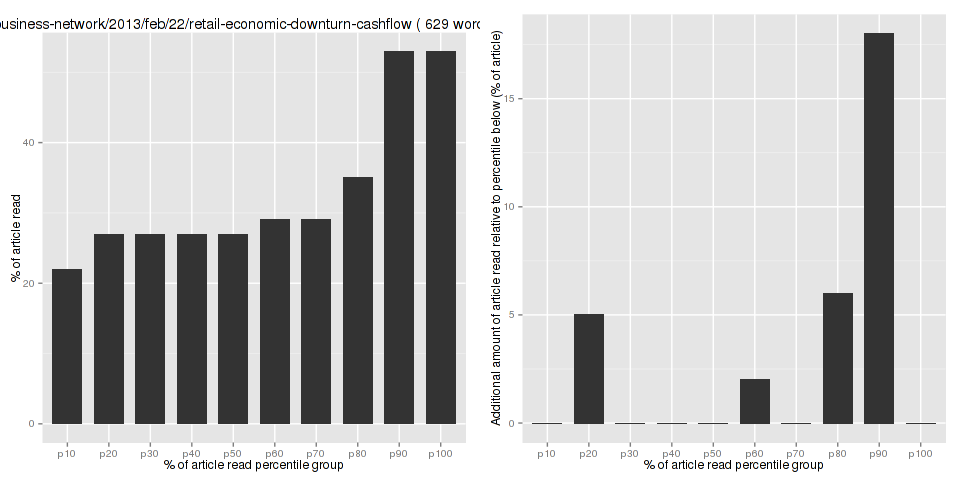 usiness-network/2013/feb/22/retail-economic-downturn-cashflow ( 629 word
% of article read
40
20
0
p10 p20 p30 p40 p50 p60 p70 p80 p90 p100
% of article read percentile group
Additional amount of article read relative to percentile below (% of article)
15
10
5
0
p10 p20 p30 p40 p50 p60 p70 p80 p90 p100
% of article read percentile group